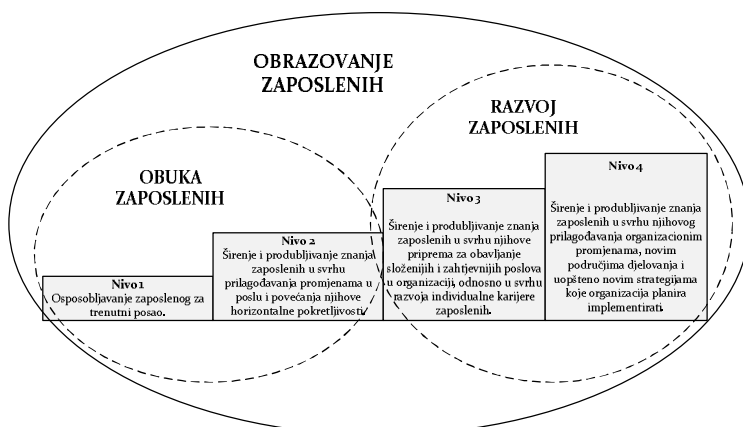 OBRAZOVANJE
ZAPOSLENIH
RAZVOJ
ZAPOSLENIH
OBUKA
ZAPOSLENIH
Nivo 1
Osposobljavanje zaposlenog za
trenutni posao.
Nivo 2
Širenje i produbljivanje znanja
zaposlenih u svrhu
prilagođavanja promjenama u
poslu i povećanja njihove
horizontalne pokretljivosti.
Nivo 3
Širenje i produbljivanje znanja
zaposlenih u svrhu njihove
priprema za obavljanje
složenijih i zahtjevnijih poslova
u organizaciji, odnosno u svrhu
razvoja individualne karijere
zaposlenih.
Nivo 4
Širenje i produbljivanje znanja
zaposlenih u svrhu njihovog
prilagođavanja organizacionim
promjenama, novim
područjima djelovanja i
uopšteno novim strategijama
koje organizacija planira
implementirati.